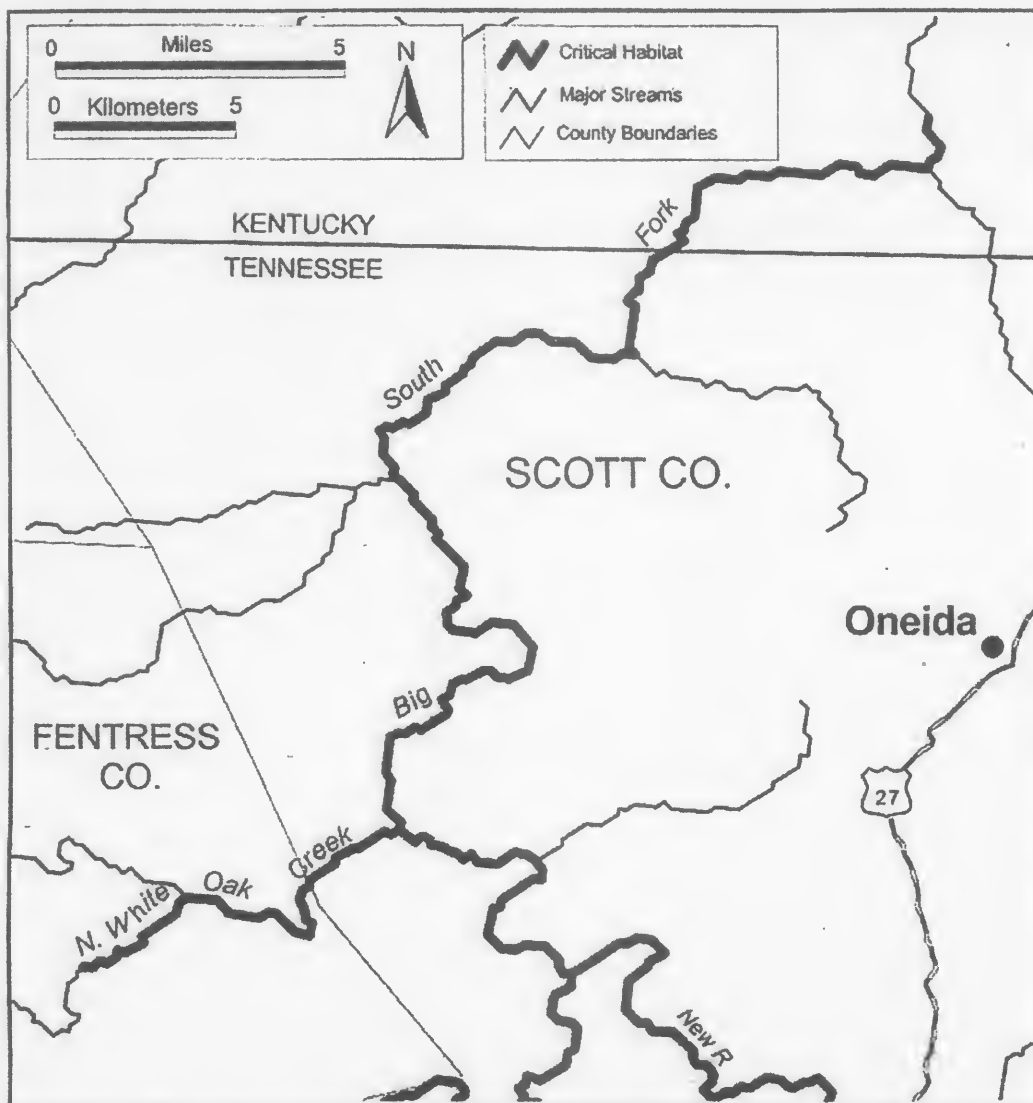 0 Miles 5
0 Kilometers 5
N
Critical Habitat
Major Streams
County Boundaries
KENTUCKY
TENNESSEE
Fork
South
SCOTT CO.
Oneida
Big
FENTRESS
CO.
27
Creek
Oak
N. White
New R